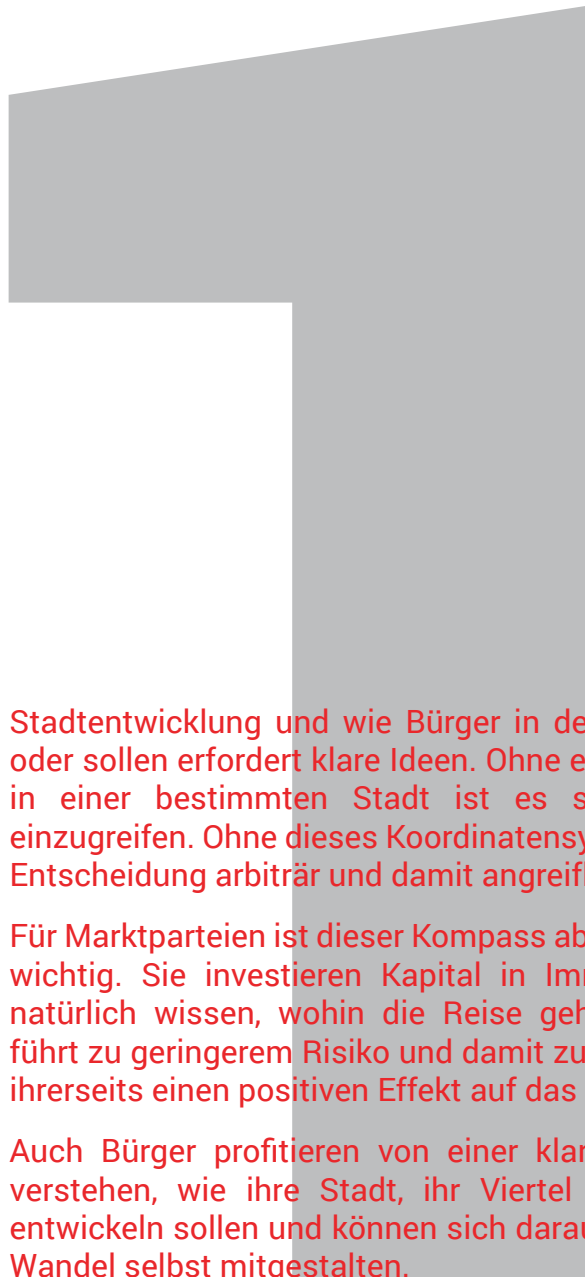 1
Stadtentwicklung und wie Bürger in de
oder sollen erfordert klare Ideen. Ohne e
in einer bestimmten Stadt ist es s
einzugreifen. Ohne dieses Koordinatensy
Entscheidung arbiträr und damit angreif
Für Marktparteien ist dieser Kompass ab
wichtig. Sie investieren Kapital in Im
natürlich wissen, wohin die Reise geh
führt zu geringerem Risiko und damit zu
ihrerseits einen positiven Effekt auf das
Auch Bürger profitieren von einer klar
verstehen, wie ihre Stadt, ihr Viertel
entwickeln sollen und können sich darau
Wandel selbst mitgestalten.